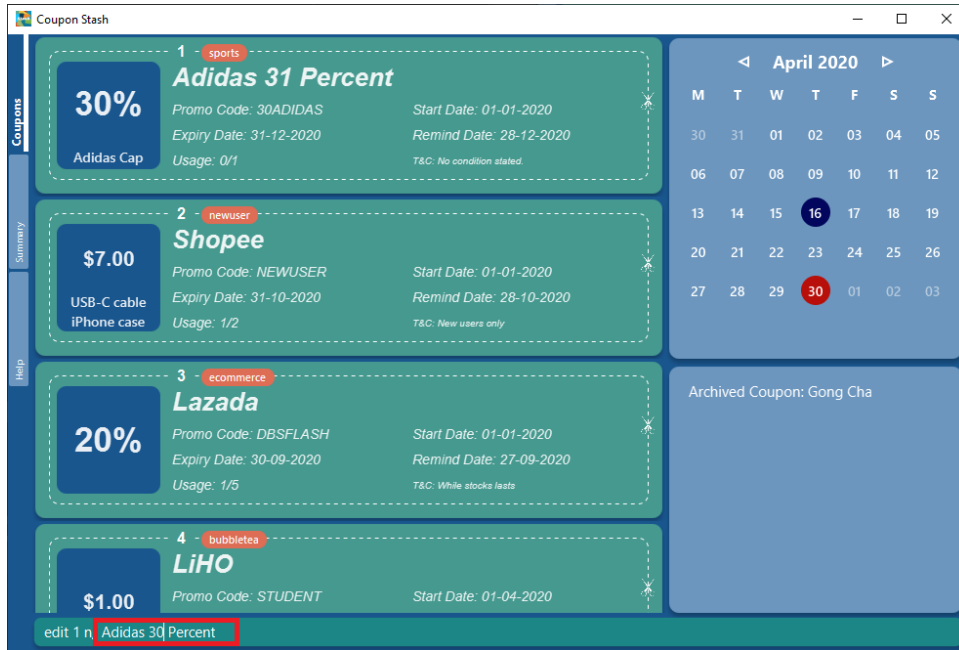 Coupon Stash
Coupons
Summary
Help
1 sports
Adidas 31 Percent
30%
Adidas Cap
Promo Code: 30ADIDAS Start Date: 01-01-2020
Expiry Date: 31-12-2020 Remind Date: 28-12-2020
Usage: 0/1 T&C: No condition stated.
2 newuser
Shopee
$7.00
USB-C cable
iPhone case
Promo Code: NEWUSER Start Date: 01-01-2020
Expiry Date: 31-10-2020 Remind Date: 28-10-2020
Usage: 1/2 T&C: New users only
3 ecommerce
Lazada
20%
Promo Code: DBSFLASH Start Date: 01-01-2020
Expiry Date: 30-09-2020 Remind Date: 27-09-2020
Usage: 1/5 T&C: While stocks lasts
4 bubbletea
LiHO
$1.00
Promo Code: STUDENT Start Date: 01-04-2020
edit 1 n/ Adidas 30 Percent
April 2020
M T W T F S S
30 31 01 02 03 04 05
06 07 08 09 10 11 12
13 14 15 16 17 18 19
20 21 22 23 24 25 26
27 28 29 30 01 02 03
Archived Coupon: Gong Cha